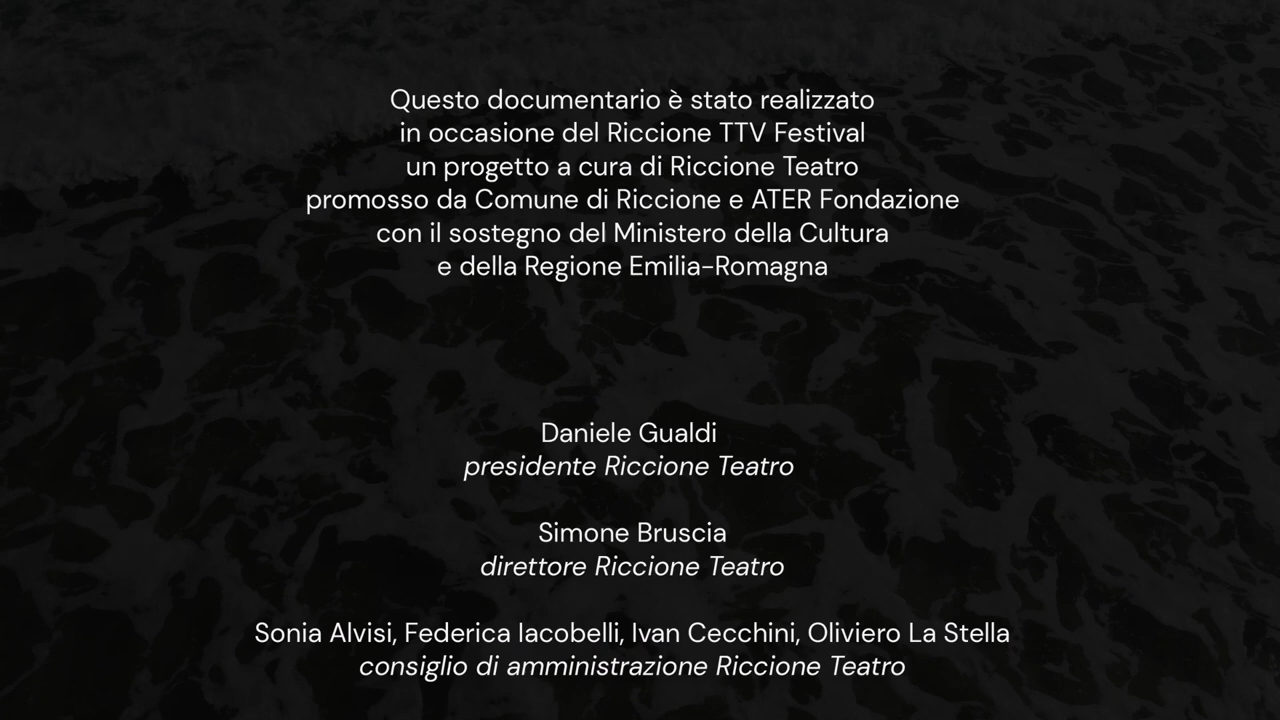 Questo documentario è stato realizzato
in occasione del Riccione TTV Festival
un progetto a cura di Riccione Teatro
promosso da Comune di Riccione e ATER Fondazione
con il sostegno del Ministero della Cultura
e della Regione Emilia-Romagna
Daniele Gualdi
presidente Riccione Teatro
Simone Bruscia
direttore Riccione Teatro
Sonia Alvisi, Federica Iacobelli, Ivan Cecchini, Oliviero La Stella
consiglio di amministrazione Riccione Teatro